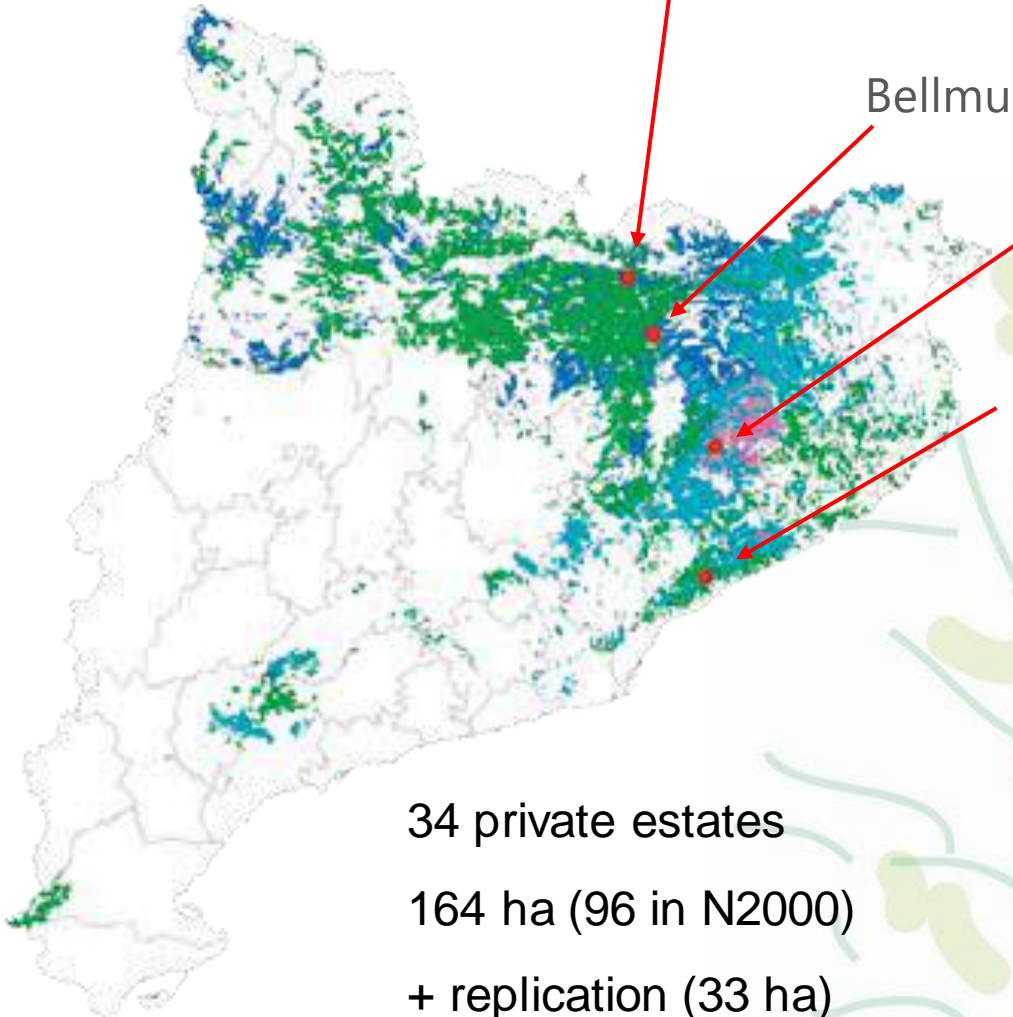 Bellmu
34 private estates
164 ha (96 in N2000)
+ replication (33 ha)